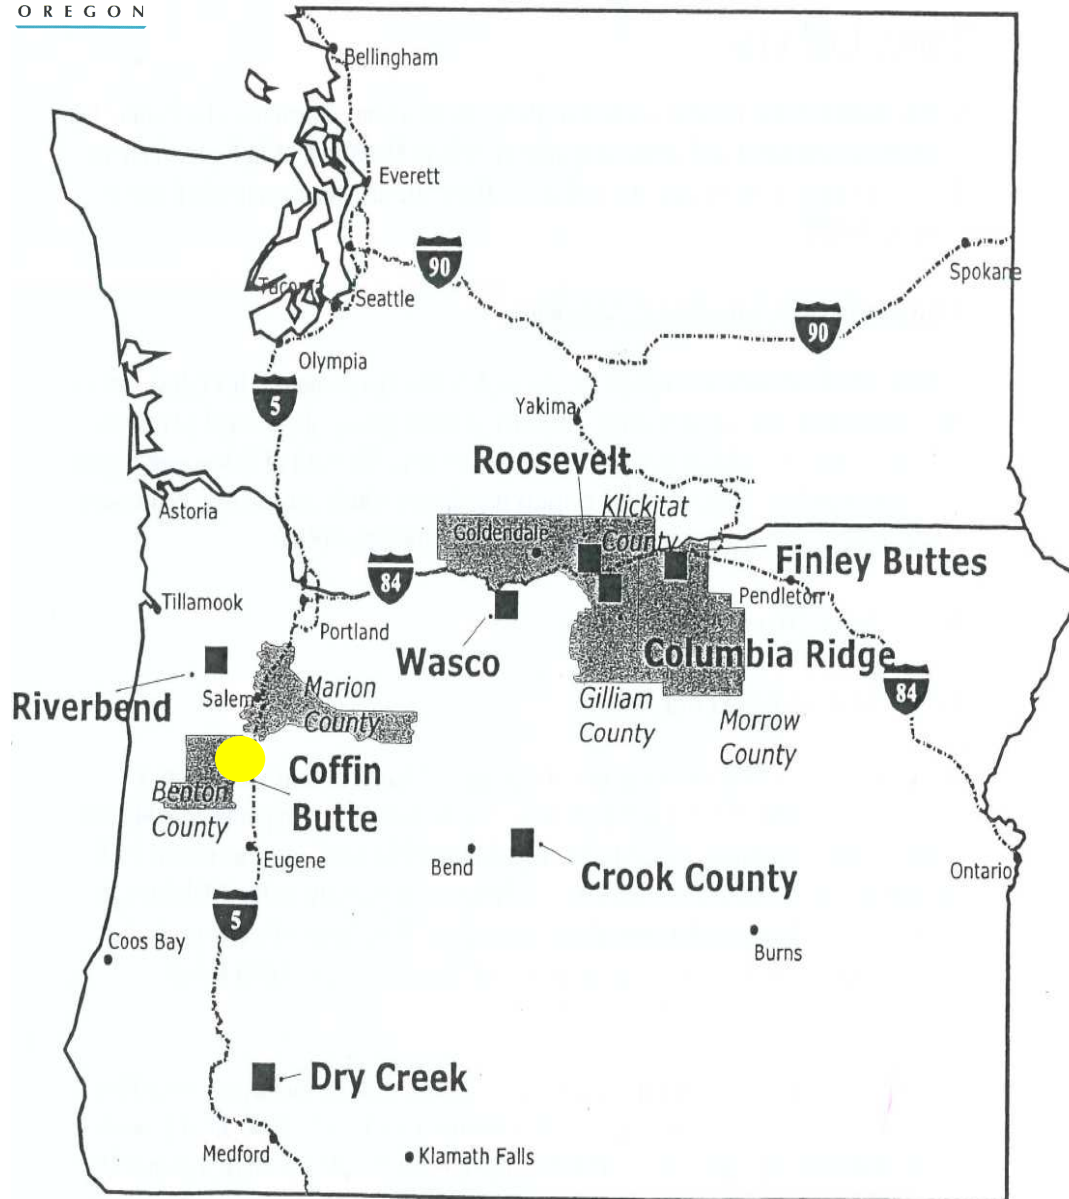 OREGON
Bellingham
Everett
90
Spokane
Tacoma
Seattle
90
Olympia
5
Yakima
Roosevelt
Klickitat
County
Astoria
Goldendale
Finley Buttes
84
Pendleton
Tillamook
Portland
Wasco
Columbia Ridge
Riverbend
Salem
Marion
County
Gilliam
County
84
Morrow
County
Coffin
Butte
Benton
County
Eugene
Bend
Crook County
Ontario
5
Coos Bay
Burns
Dry Creek
Medford
Klamath Falls